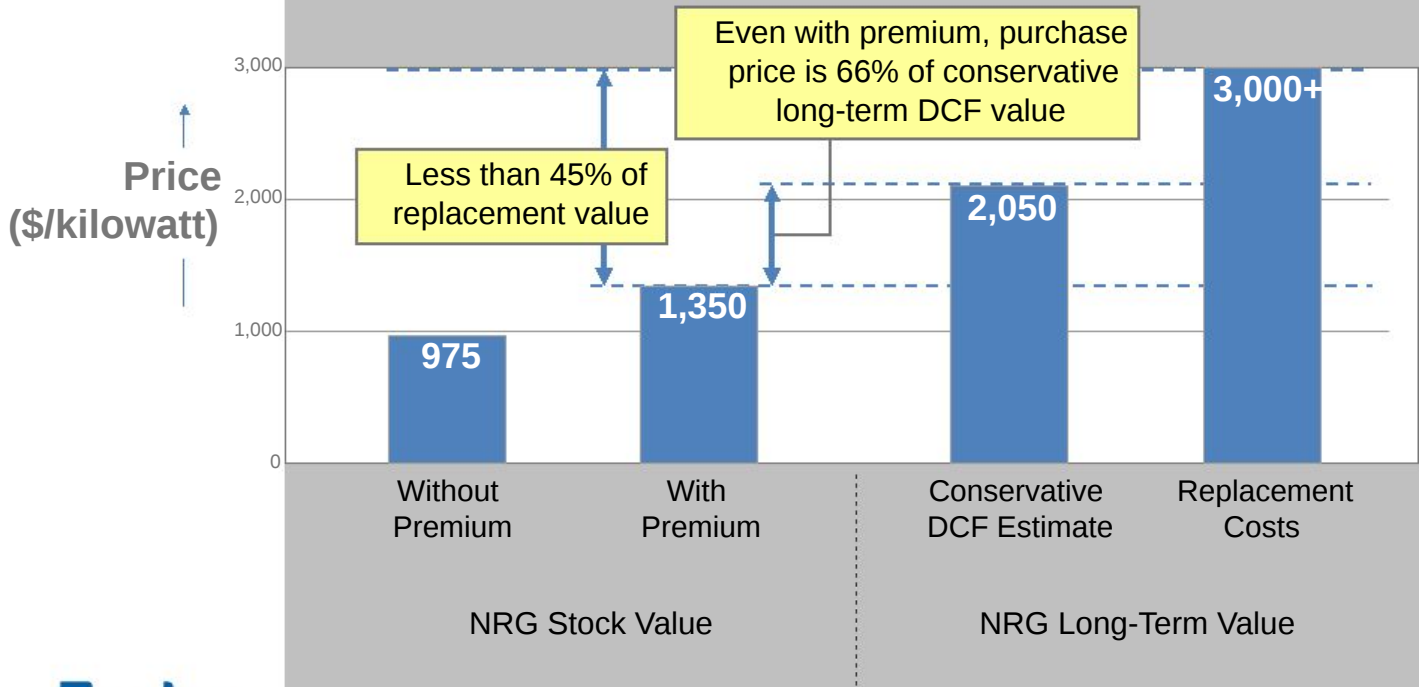 Even with premium, purchase
price is 66% of conservative
long-term DCF value
Less than 45% of
replacement value
Price
($/kilowatt)
3,000
2,000
1,000
0
975
1,350
2,050
3,000+
Without
Premium
With
Premium
Conservative
DCF Estimate
Replacement
Costs
NRG Stock Value
NRG Long-Term Value